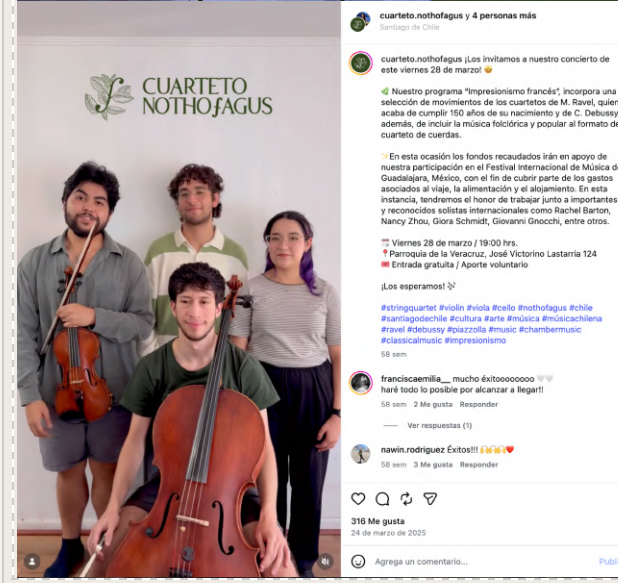 CUARTETO
NOTHOFAGUS
cuarteto.nothofagus y 4 personas más
Santiago de Chile
cuarteto.nothofagus ¡Los invitamos a nuestro concierto de
este viernes 28 de marzo! 🤩
🌿 Nuestro programa "Impresionismo francés", incorpora una
selección de movimientos de los cuartetos de M. Ravel, quien
acaba de cumplir 150 años de su nacimiento y de C. Debussy
además, de incluir la música folclórica y popular al formato de
cuarteto de cuerdas.
✨En esta ocasión los fondos recaudados irán en apoyo de
nuestra participación en el Festival Internacional de Música de
Guadalajara, México, con el fin de cubrir parte de los gastos
asociados al viaje, la alimentación y el alojamiento. En esta
instancia, tendremos el honor de trabajar junto a importantes
y reconocidos solistas internacionales como Rachel Barton,
Nancy Zhou, Giora Schmidt, Giovanni Gnocchi, entre otros.
📅 Viernes 28 de marzo / 19:00 hrs.
📍Parroquia de la Veracruz, José Victorino Lastarria 124
🎟 Entrada gratuita / Aporte voluntario
¡Los esperamos! 🎶
#stringquartet #violin #viola #cello #nothofagus #chile
#santiagodechile #cultura #arte #música #músicachilena
#ravel #debussy #piazzolla #music #chambermusic
#classicalmusic #impresionismo
58 sem
franciscaemilia__ mucho éxitoooooooo 🤍🤍
haré todo lo posible por alcanzar a llegar!!
58 sem 2 Me gusta Responder
Ver respuestas (1)
nawin.rodriguez Éxitos!!! 🙌🙌🙌❤️
58 sem 3 Me gusta Responder
316 Me gusta
24 de marzo de 2025
Agrega un comentario...